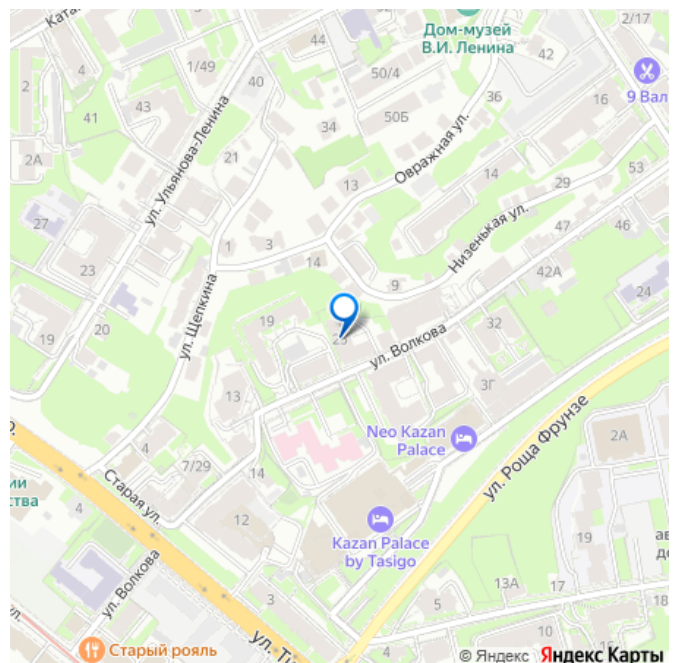 Дом-музей
В.И. Ленина
2/17
44
42
1/49
4
50/4
40
2
9 Вал
43
36
16
41
50Б
34
ул. Ульянова-Ленина
Овражная ул.
21
2А
14
53
13
29
27
Низенькая ул.
47
46
1
3
23
14
42А
9
24
ул. Щепкина
20
19
19
23
32
ул. Волкова
13
3Г
Neo Kazan
Palace
2А
4
ул. Роща Фрунзе
7/29
14
Старая ул.
4
12
19
Kazan Palace
by Tasigo
ул. Волкова
13А
17
3
5
18
10
Старый рояль
© Яндекс Яндекс Карты